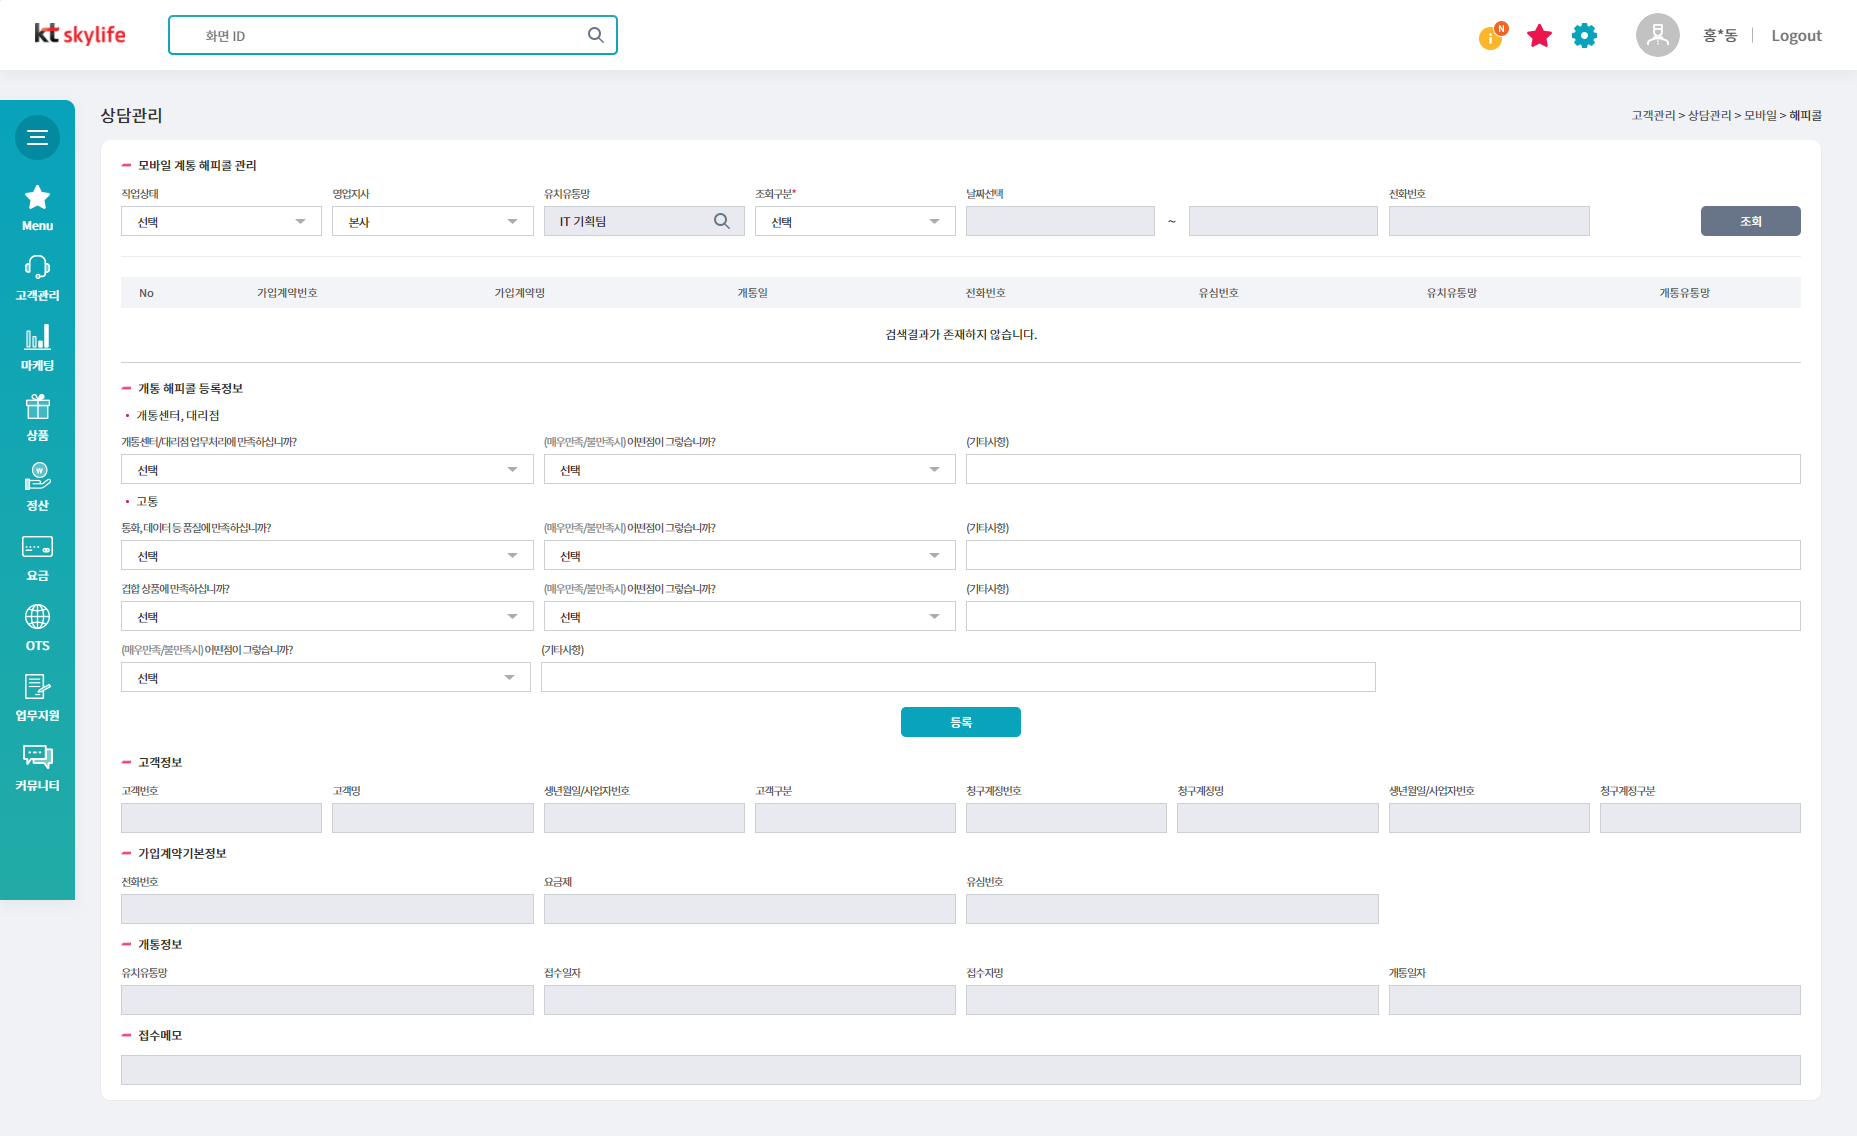 kt skylife
화면 ID
N
홍*동
Logout
상담관리
고객관리 > 상담관리 > 모바일 > 해피콜
Menu
고객관리
마케팅
상품
정산
요금
OTS
업무지원
커뮤니티
모바일 계통 해피콜 관리
직업상태 영업지사 유치유통망 조회구분* 날짜선택 전화번호
선택 본사 IT 기획팀 선택 ~ 조회
No 가입계약번호 가입계약명 개통일 전화번호 유심번호 유치유통망 개통유통망
검색결과가 존재하지 않습니다.
개통 해피콜 등록정보
개통센터, 대리점
개통센터/대리점 업무처리에 만족하십니까? (매우만족/불만족시) 어떤점이 그렇습니까? (기타사항)
선택 선택
고통
통화, 데이터 등 품질에 만족하십니까? (매우만족/불만족시) 어떤점이 그렇습니까? (기타사항)
선택 선택
겹합 상품에 만족하십니까? (매우만족/불만족시) 어떤점이 그렇습니까? (기타사항)
선택 선택
(매우만족/불만족시) 어떤점이 그렇습니까? (기타사항)
선택
등록
고객정보
고객번호 고객명 생년월일/사업자번호 고객구분 청구계정번호 청구계정명 생년월일/사업자번호 청구계정구분
가입계약기본정보
전화번호 요금제 유심번호
개통정보
유치유통망 접수일자 접수자명 개통일자
접수메모